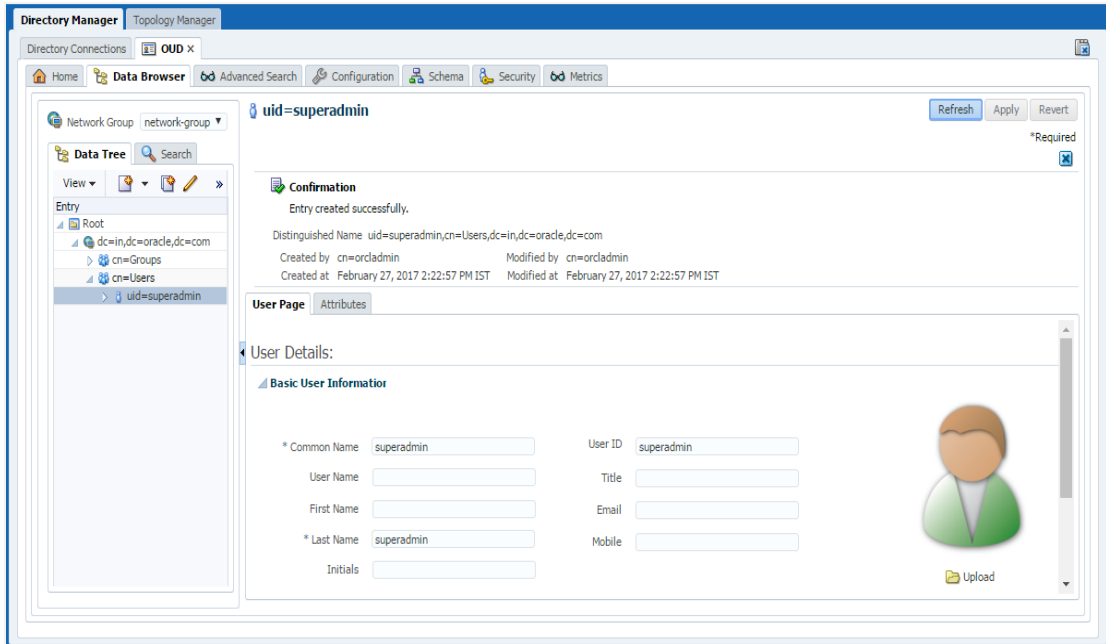 Directory Manager Topology Manager
Directory Connections OUD ×
Home Data Browser Advanced Search Configuration Schema Security Metrics
Network Group network-group
Data Tree Search
View »
Entry
Root
dc=in,dc=oracle,dc=com
cn=Groups
cn=Users
uid=superadmin
uid=superadmin
Refresh Apply Revert
*Required
Confirmation
Entry created successfully.
Distinguished Name uid=superadmin,cn=Users,dc=in,dc=oracle,dc=com
Created by cn=orcladmin Modified by cn=orcladmin
Created at February 27, 2017 2:22:57 PM IST Modified at February 27, 2017 2:22:57 PM IST
User Page Attributes
User Details:
Basic User Information
* Common Name superadmin User ID superadmin
User Name Title
First Name Email
* Last Name superadmin Mobile
Initials
Upload